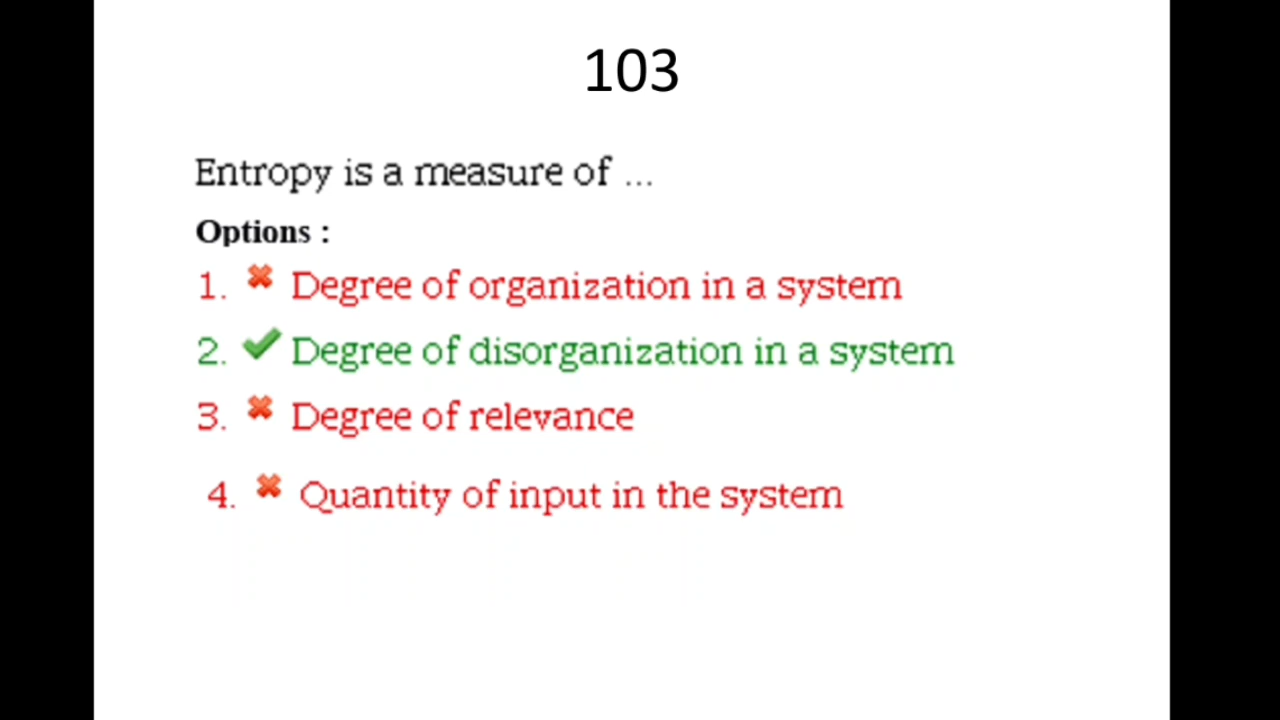 103
Entropy is a measure of ...
Options :
1. Degree of organization in a system
2. Degree of disorganization in a system
3. Degree of relevance
4. Quantity of input in the system